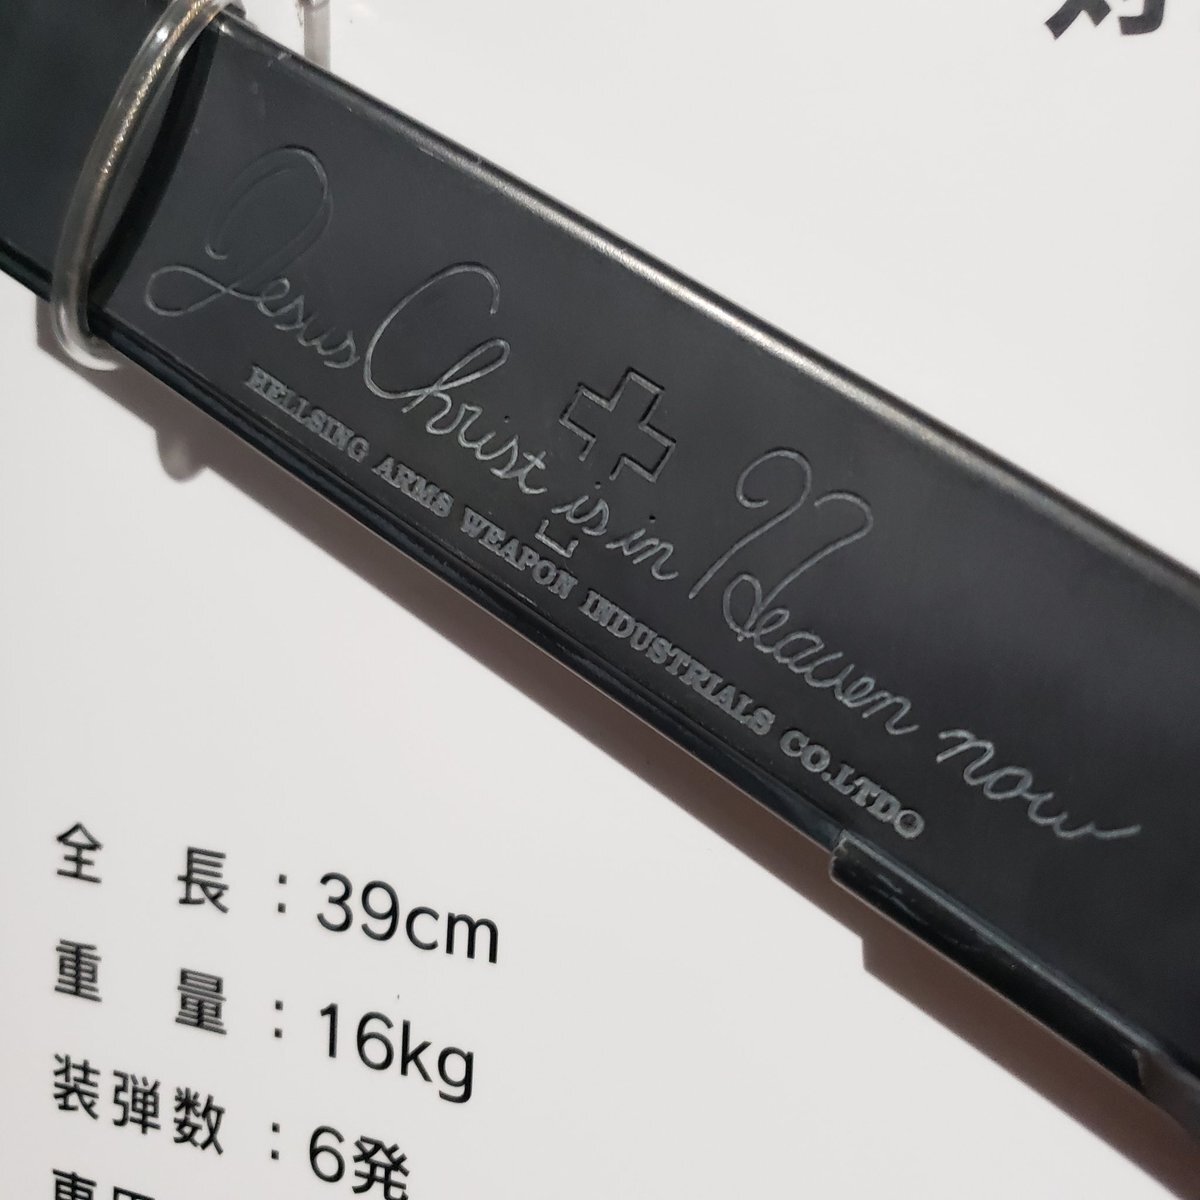 Jesus Christ is in Heaven now
HELLSING ARMS WEAPON INDUSTRIALS CO.LTD
全 長 : 39cm
重 量 : 16kg
装弾数 : 6発